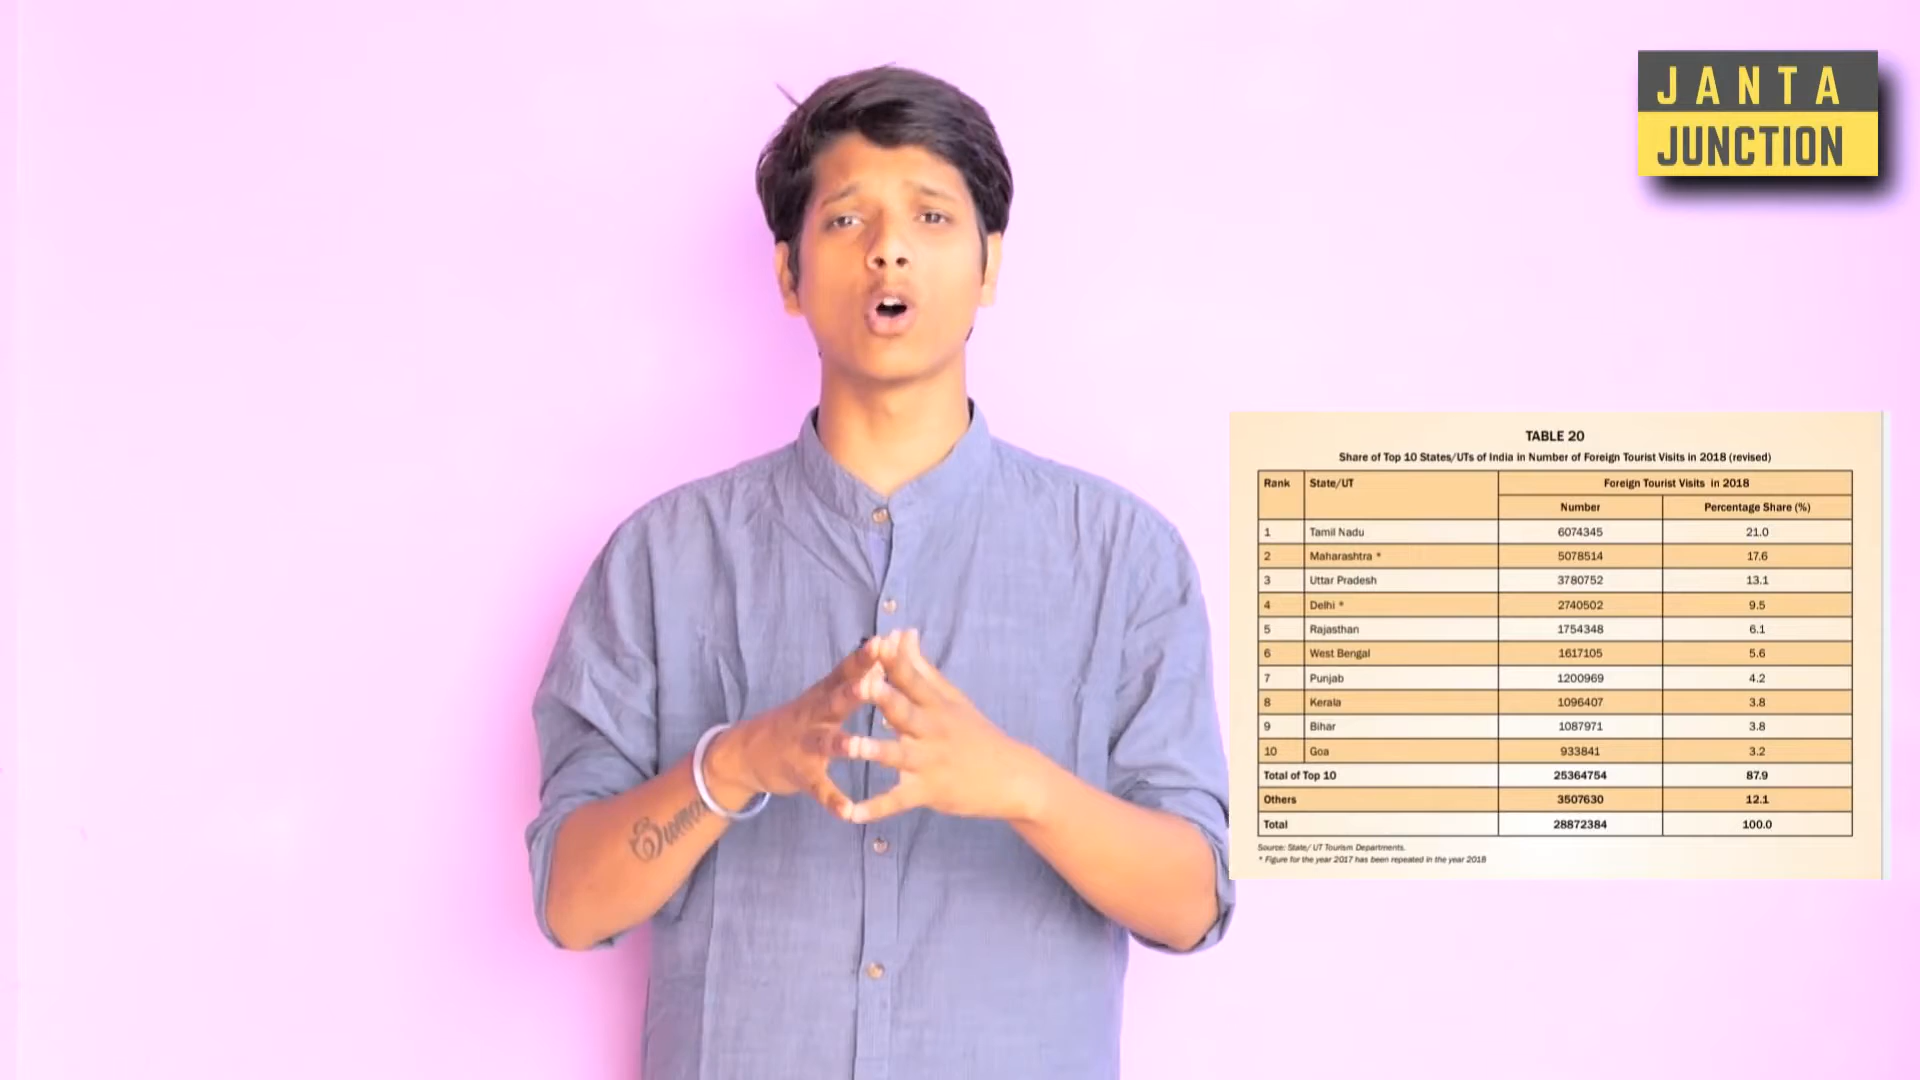 JANTA
JUNCTION
TABLE 20
Share of Top 10 States/UTs of India in Number of Foreign Tourist Visits in 2018 (revised)
Rank State/UT Foreign Tourist Visits in 2018
Number Percentage Share (%)
1 Tamil Nadu 6074345 21.0
2 Maharashtra * 5078514 17.6
3 Uttar Pradesh 3780752 13.1
4 Delhi * 2740502 9.5
5 Rajasthan 1754348 6.1
6 West Bengal 1617105 5.6
7 Punjab 1200969 4.2
8 Kerala 1096407 3.8
9 Bihar 1087971 3.8
10 Goa 933841 3.2
Total of Top 10 25364754 87.9
Others 3507630 12.1
Total 28872384 100.0
Source: State/ UT Tourism Departments.
* Figure for the year 2017 has been repeated in the year 2018